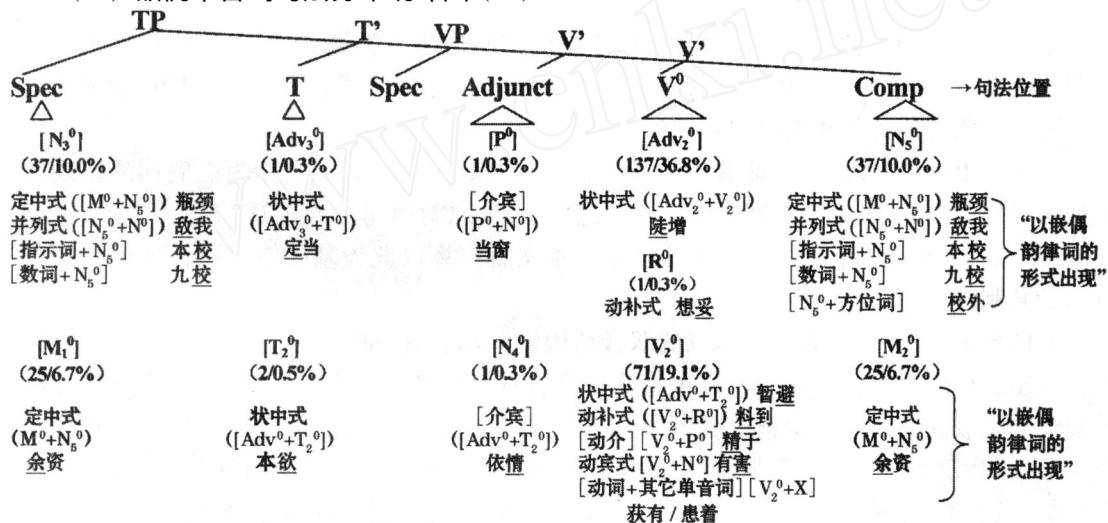 TP
T’
VP
V’
V’
Spec T Spec Adjunct V⁰ Comp →句法位置
[N₃⁰] [Adv₃⁰] [P⁰] [Adv₂⁰] [N₅⁰]
(37/10.0%) (1/0.3%) (1/0.3%) (137/36.8%) (37/10.0%)
定中式([M⁰+N₅⁰]) 瓶颈 状中式 [介宾] 状中式([Adv₂⁰+V₂⁰]) 定中式([M⁰+N₅⁰]) 瓶颈
并列式([N₅⁰+N⁰]) 敌我 ([Adv₃⁰+T⁰]) ([P⁰+N⁰]) 陡增 并列式([N₅⁰+N⁰]) 敌我 “以嵌偶
[指示词+N₅⁰] 本校 定当 当窗 [R⁰] [指示词+N₅⁰] 本校 韵律词的
[数词+N₅⁰] 九校 (1/0.3%) [数词+N₅⁰] 九校 形式出现”
动补式 想妥 [N₅⁰+方位词] 校外
[M₁⁰] [T₂⁰] [N₄⁰] [V₂⁰] [M₂⁰]
(25/6.7%) (2/0.5%) (1/0.3%) (71/19.1%) (25/6.7%)
状中式([Adv⁰+T₂⁰]) 暂避
定中式 状中式 [介宾] 动补式([V₂⁰+R⁰]) 料到 定中式 “以嵌偶
(M⁰+N₅⁰) ([Adv⁰+T₂⁰]) ([Adv⁰+T₂⁰]) [动介][V₂⁰+P⁰] 精于 (M⁰+N₅⁰) 韵律词的
余资 本欲 依情 动宾式[V₂⁰+N⁰] 有害 余资 形式出现”
[动词+其它单音词][V₂⁰+X]
获有/患着